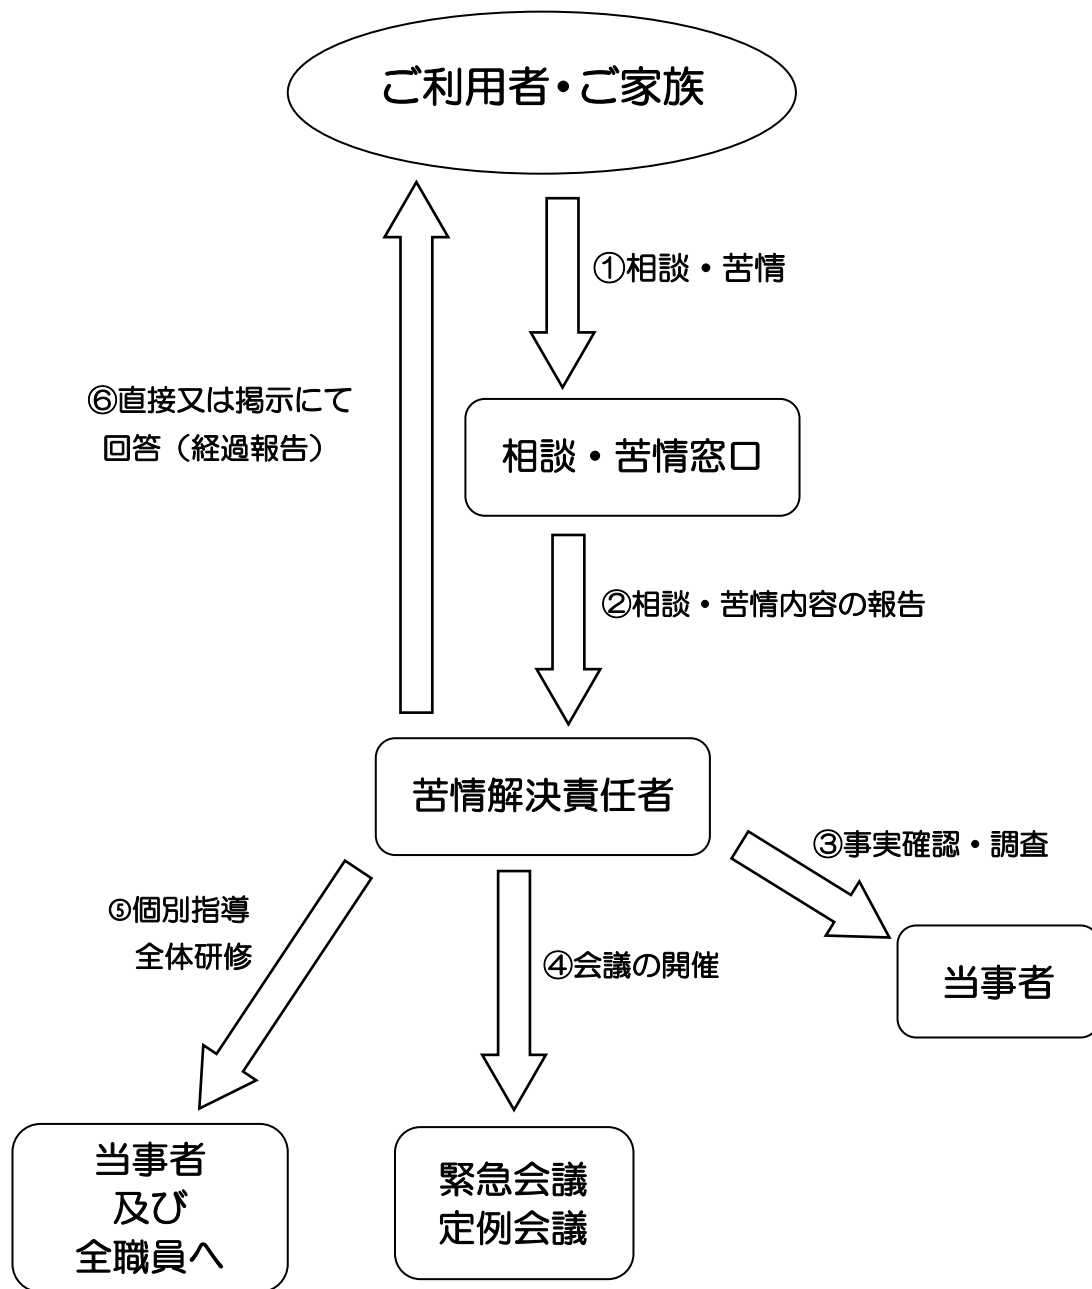 ご利用者・ご家族
①相談・苦情
⑥直接又は掲示にて
回答（経過報告）
相談・苦情窓口
②相談・苦情内容の報告
苦情解決責任者
③事実確認・調査
⑤個別指導
全体研修
④会議の開催
当事者
当事者
及び
全職員へ
緊急会議
定例会議